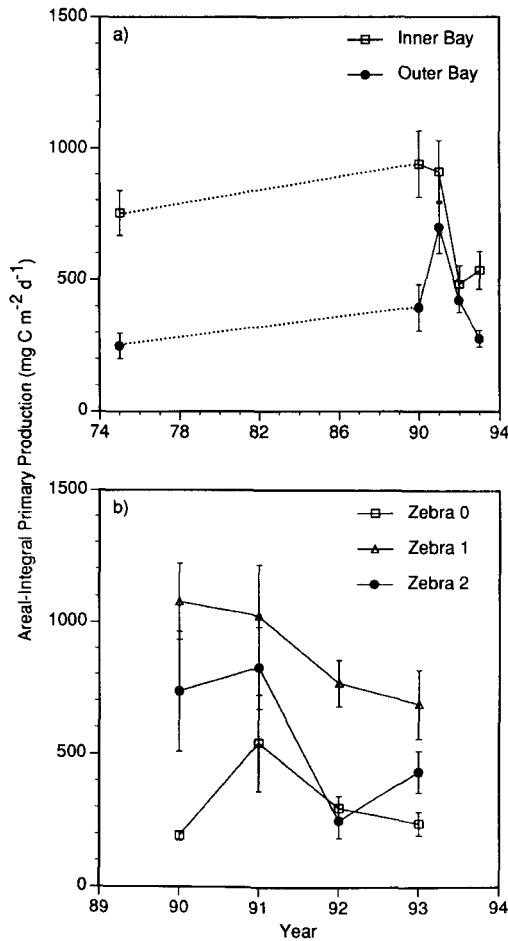 Areal-Integral Primary Production (mg C m⁻² d⁻¹)
a)
Inner Bay
Outer Bay
1500
1000
500
0
74 78 82 86 90 94
b)
Zebra 0
Zebra 1
Zebra 2
1500
1000
500
0
89 90 91 92 93 94
Year